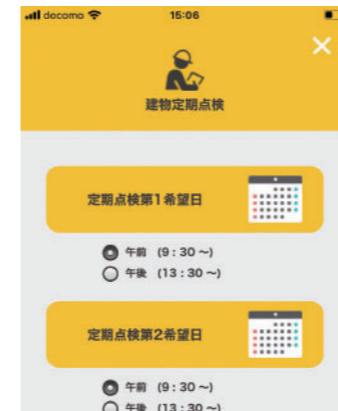 docomo 15:06
建物定期点検
定期点検第1希望日
午前 (9:30～)
午後 (13:30～)
定期点検第2希望日
午前 (9:30～)
午後 (13:30～)